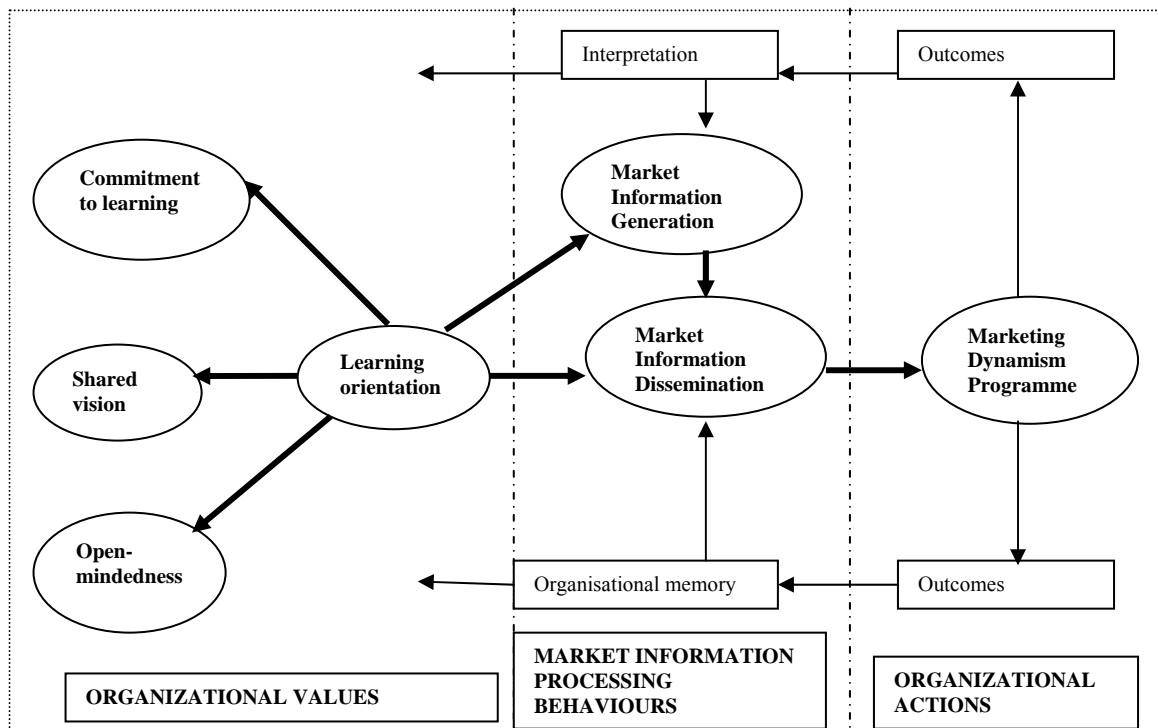 Interpretation
Outcomes
Commitment
to learning
Market
Information
Generation
Shared
vision
Learning
orientation
Market
Information
Dissemination
Marketing
Dynamism
Programme
Open-
mindedness
Organisational memory
Outcomes
ORGANIZATIONAL VALUES
MARKET INFORMATION
PROCESSING
BEHAVIOURS
ORGANIZATIONAL
ACTIONS